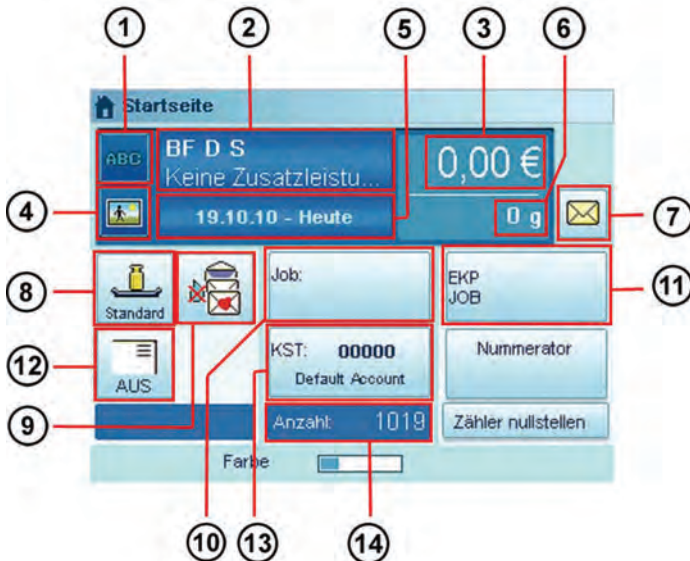 1 2 5 3 6
Startseite
ABC
BF D S
Keine Zusatzleistu...
0,00 €
4
19.10.10 - Heute
0 g
7
8
Standard
Job:
EKP
JOB
11
12
AUS
KST: 00000
Default Account
Nummerator
9
Anzahl: 1019
Zähler nullstellen
Farbe
10 13 14